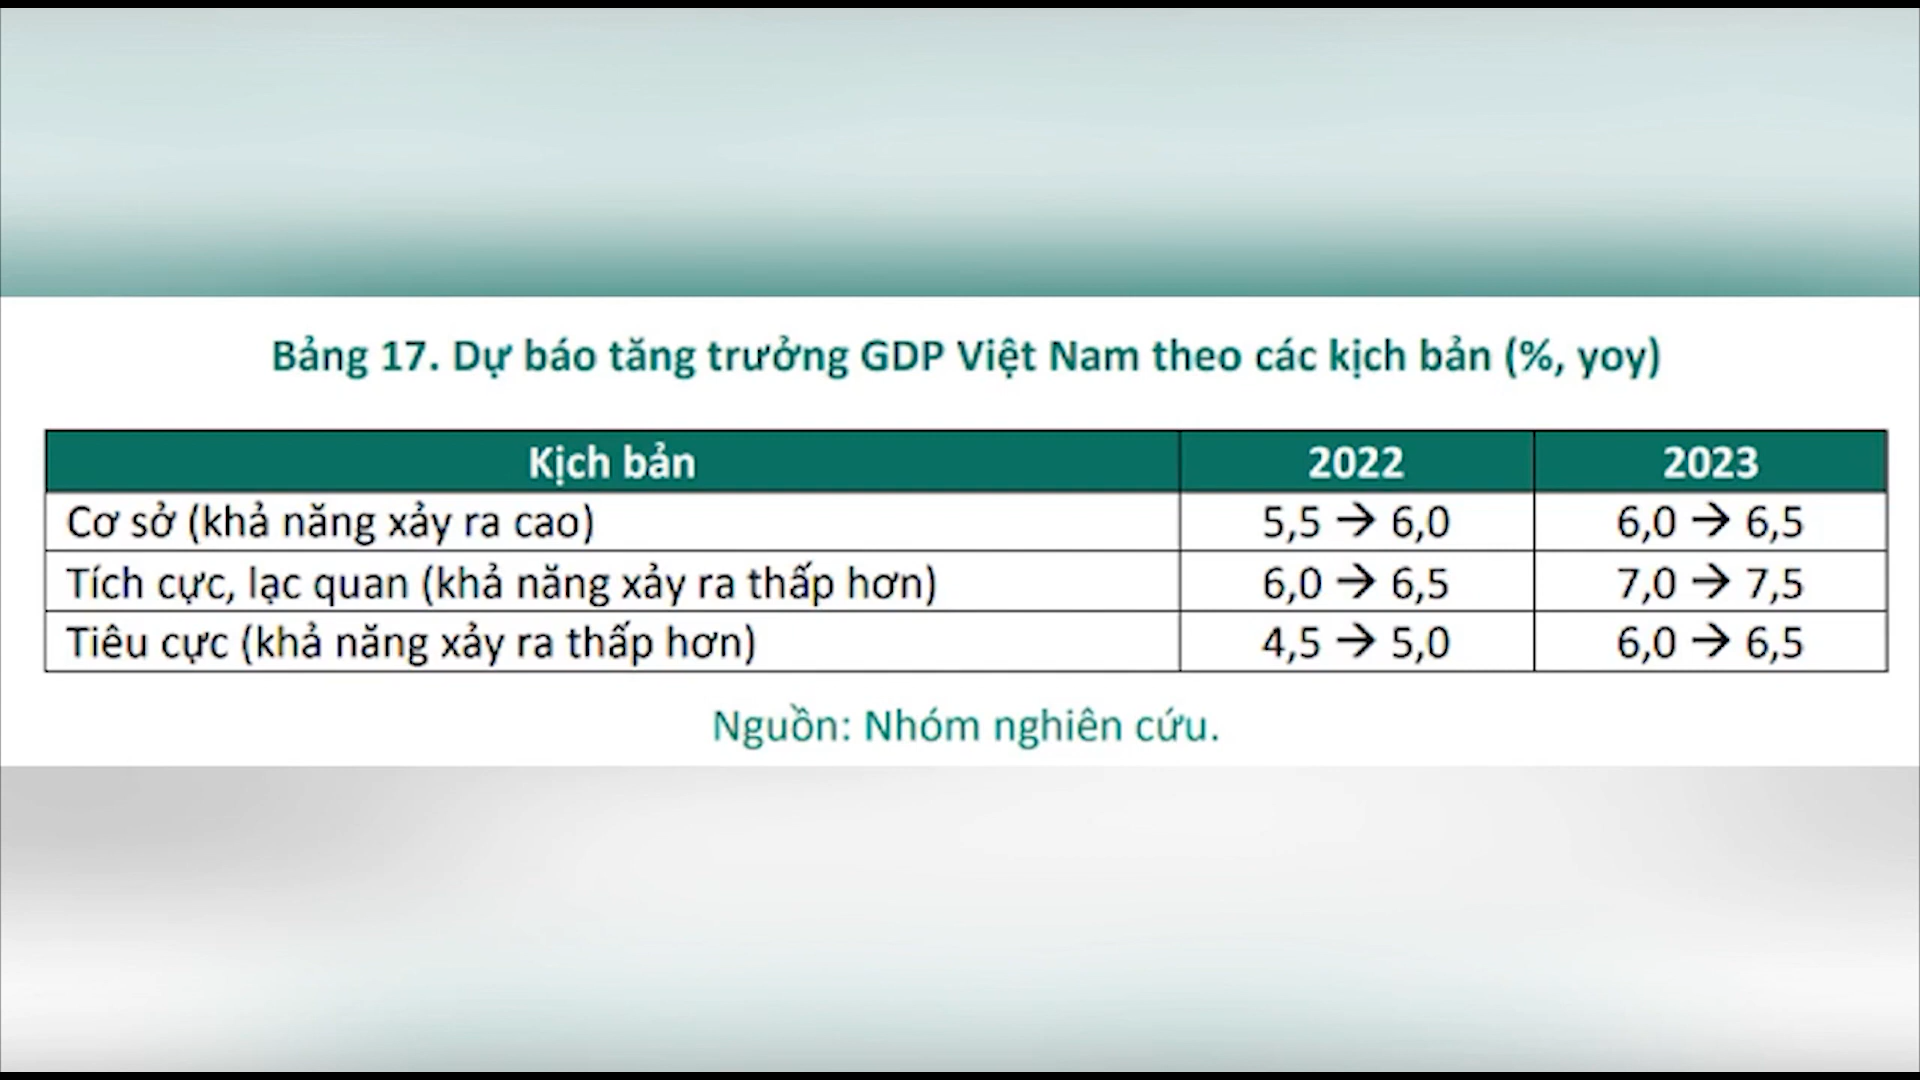 Bảng 17. Dự báo tăng trưởng GDP Việt Nam theo các kịch bản (%, yoy)
Kịch bản 2022 2023
Cơ sở (khả năng xảy ra cao) 5,5 → 6,0 6,0 → 6,5
Tích cực, lạc quan (khả năng xảy ra thấp hơn) 6,0 → 6,5 7,0 → 7,5
Tiêu cực (khả năng xảy ra thấp hơn) 4,5 → 5,0 6,0 → 6,5
Nguồn: Nhóm nghiên cứu.